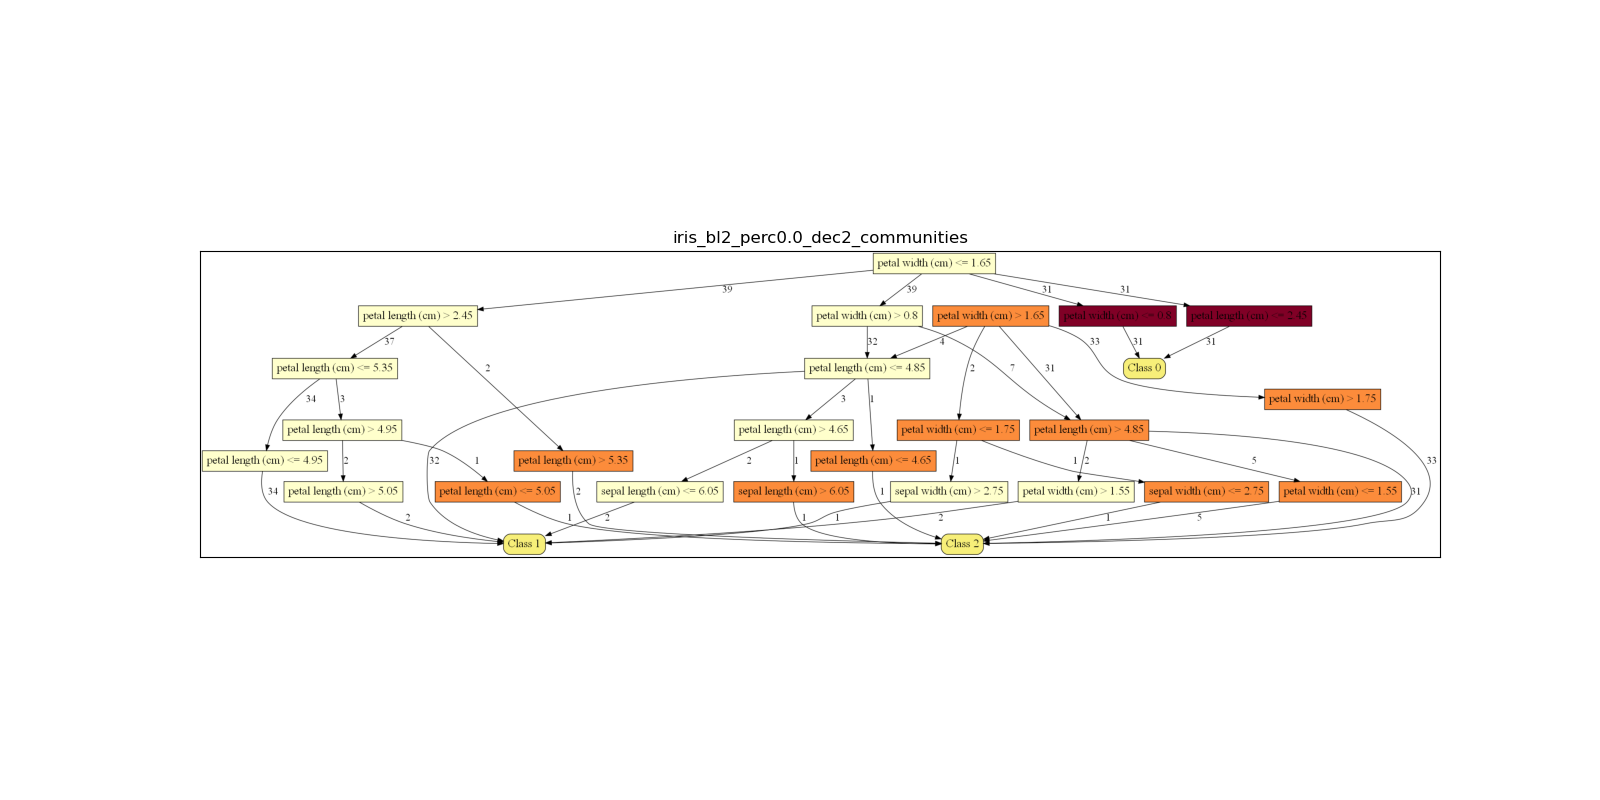 iris_bl2_perc0.0_dec2_communities
petal width (cm) <= 1.65
39
39
31
31
petal length (cm) > 2.45
petal width (cm) > 0.8
petal width (cm) > 1.65
petal width (cm) <= 0.8
petal length (cm) <= 2.45
37
32
4
33
31
31
petal length (cm) <= 5.35
2
petal length (cm) <= 4.85
2
7
31
Class 0
34
3
3
1
petal width (cm) > 1.75
petal length (cm) > 4.95
petal length (cm) > 4.65
petal width (cm) <= 1.75
petal length (cm) > 4.85
petal length (cm) <= 4.95
2
32
1
petal length (cm) > 5.35
2
1
petal length (cm) <= 4.65
1
1
2
5
33
34
petal length (cm) > 5.05
petal length (cm) <= 5.05
2
sepal length (cm) <= 6.05
sepal length (cm) > 6.05
1
sepal width (cm) > 2.75
petal width (cm) > 1.55
sepal width (cm) <= 2.75
petal width (cm) <= 1.55
31
2
1
2
1
1
2
1
5
Class 1
Class 2